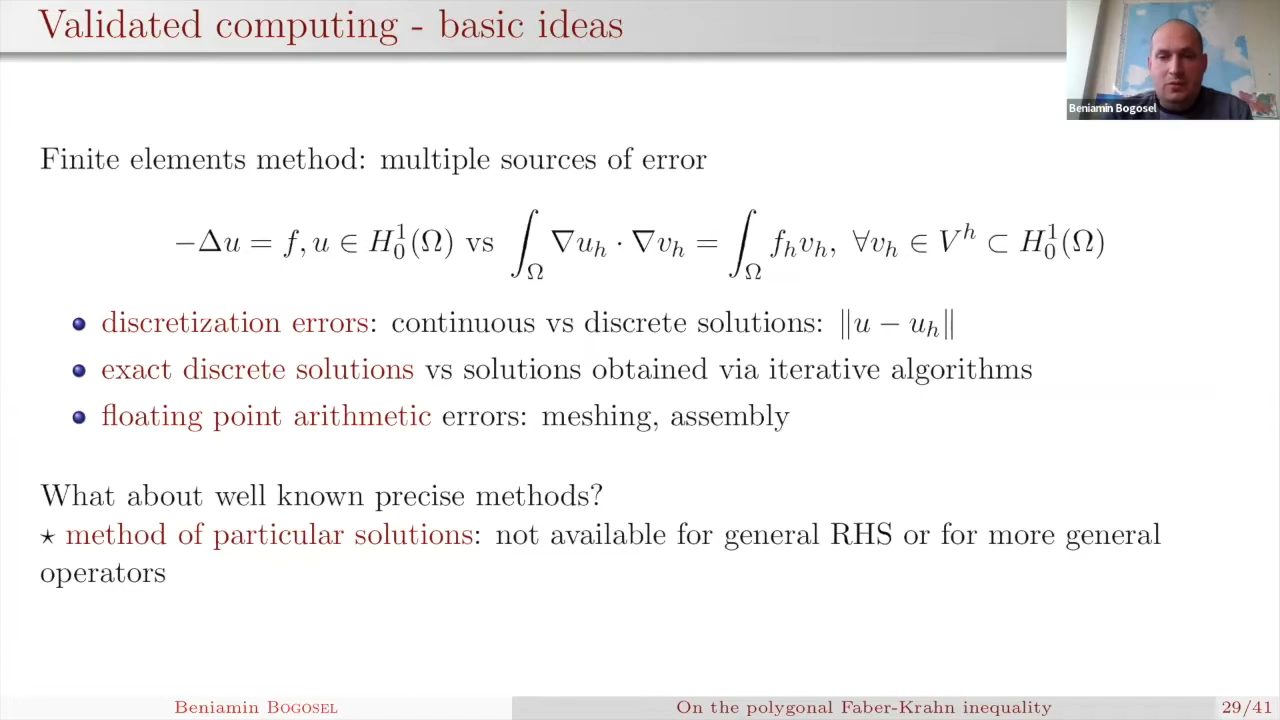 Validated computing - basic ideas
Beniamin Bogosel
Finite elements method: multiple sources of error
−Δu = f, u ∈ H₀¹(Ω) vs ∫_Ω ∇u_h · ∇v_h = ∫_Ω f_h v_h, ∀v_h ∈ V^h ⊂ H₀¹(Ω)
discretization errors: continuous vs discrete solutions: ‖u − u_h‖
exact discrete solutions vs solutions obtained via iterative algorithms
floating point arithmetic errors: meshing, assembly
What about well known precise methods?
⋆ method of particular solutions: not available for general RHS or for more general
operators
Beniamin Bogosel On the polygonal Faber-Krahn inequality 29/41